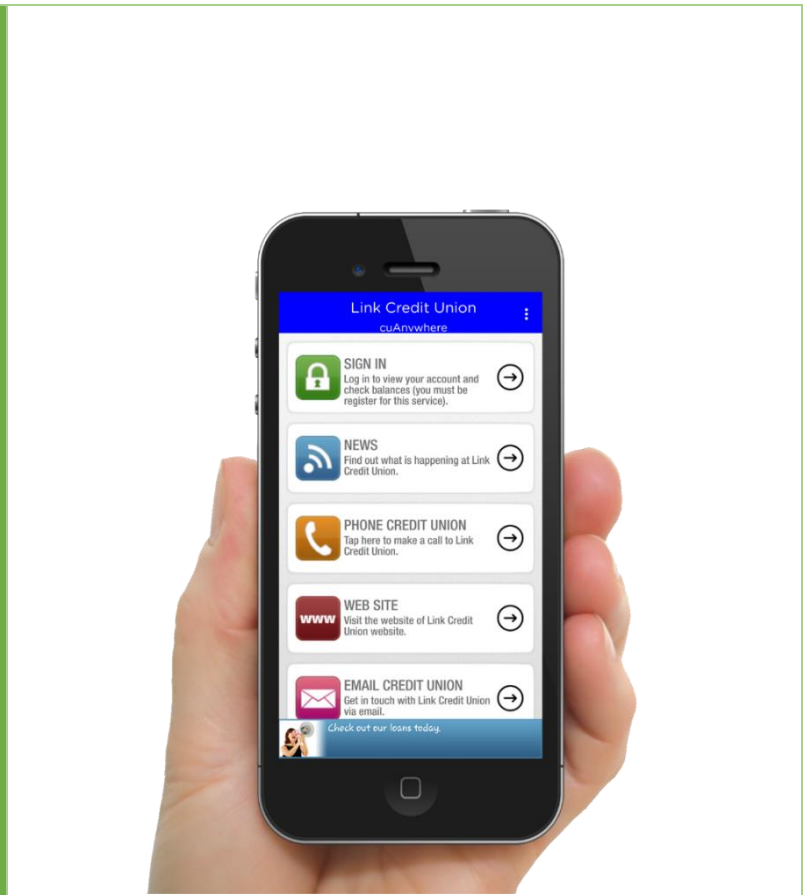 Link Credit Union
cuAnywhere
SIGN IN
Log in to view your account and
check balances (you must be
register for this service).
NEWS
Find out what is happening at Link
Credit Union.
PHONE CREDIT UNION
Tap here to make a call to Link
Credit Union.
www
WEB SITE
Visit the website of Link Credit
Union website.
EMAIL CREDIT UNION
Get in touch with Link Credit Union
via email.
Check out our loans today.